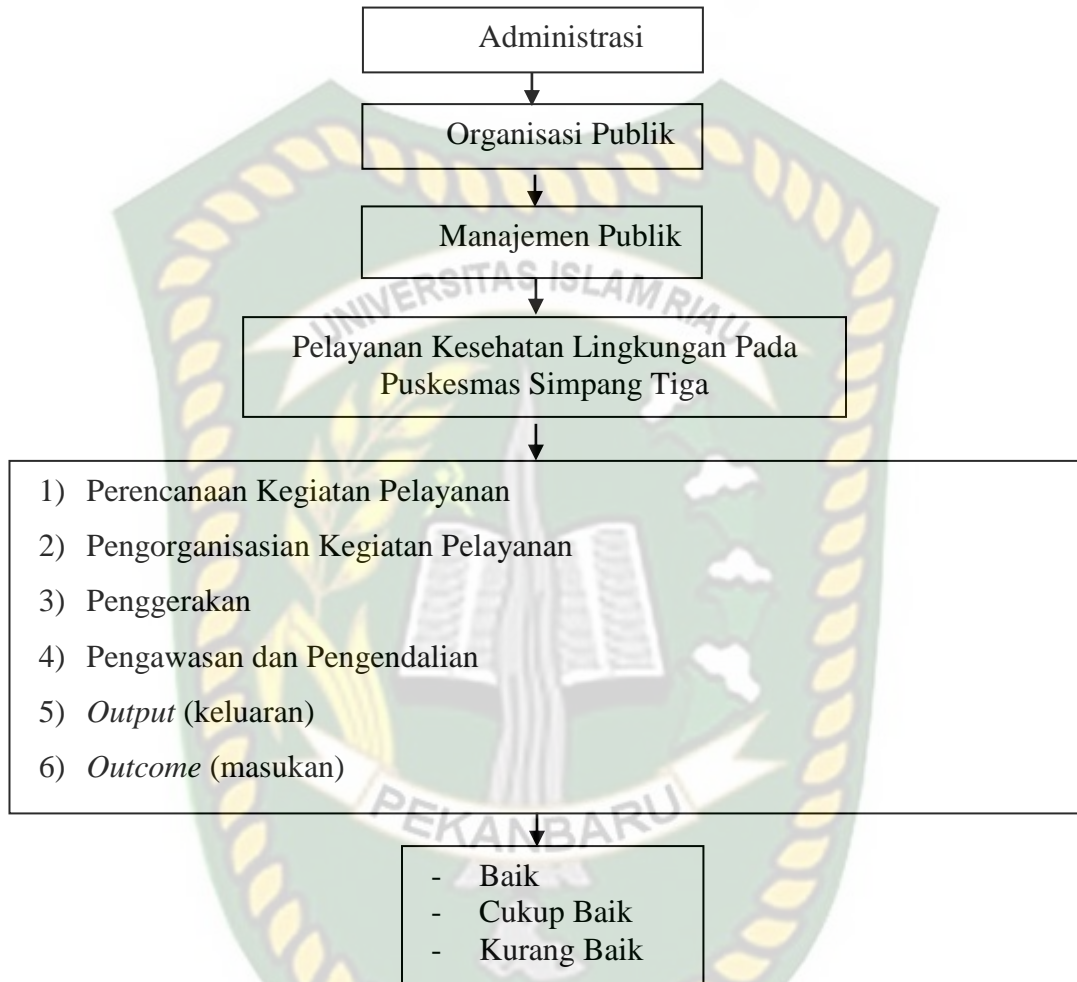 Administrasi
Organisasi Publik
Manajemen Publik
UNIVERSITAS ISLAM RIAU
Pelayanan Kesehatan Lingkungan Pada
Puskesmas Simpang Tiga
1) Perencanaan Kegiatan Pelayanan
2) Pengorganisasian Kegiatan Pelayanan
3) Penggerakan
4) Pengawasan dan Pengendalian
5) Output (keluaran)
6) Outcome (masukan)
PEKANBARU
- Baik
- Cukup Baik
- Kurang Baik